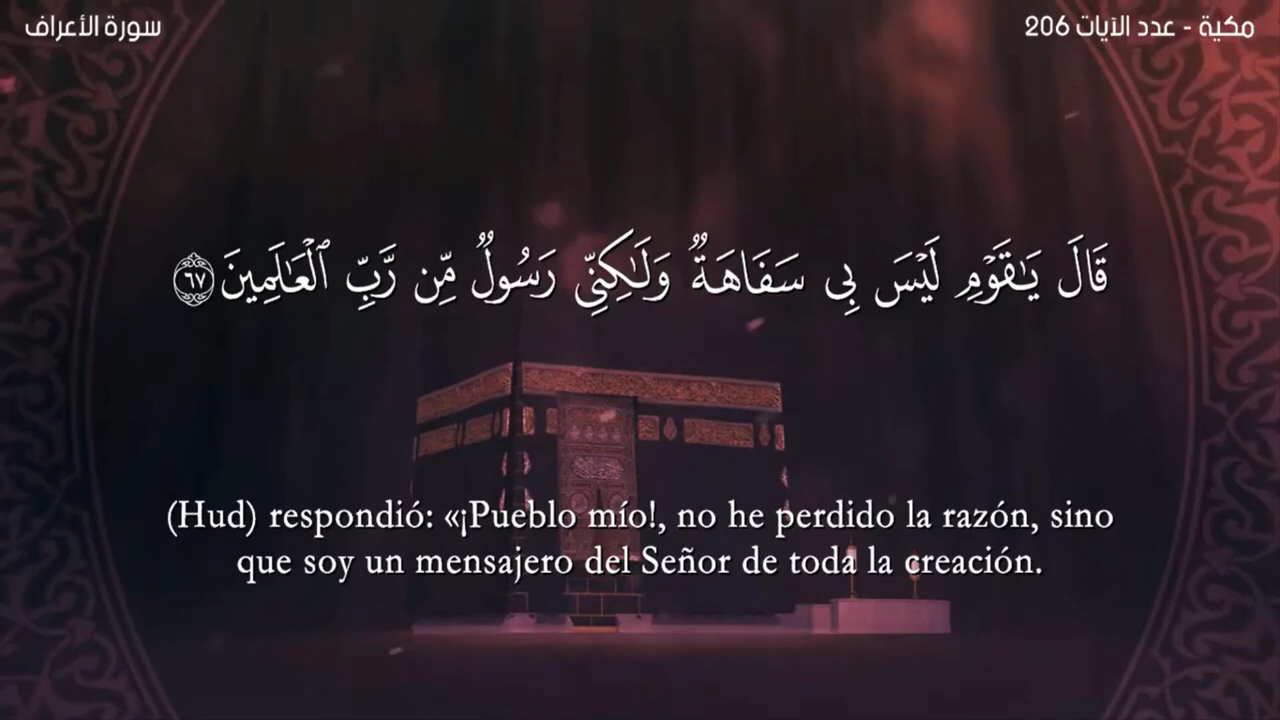 سورة الأعراف
مكية - عدد الآيات 206
قَالَ يَـٰقَوْمِ لَيْسَ بِى سَفَاهَةٌ وَلَـٰكِنِّى رَسُولٌ مِّن رَّبِّ ٱلْعَـٰلَمِينَ ٦٧
(Hud) respondió: «¡Pueblo mío!, no he perdido la razón, sino
que soy un mensajero del Señor de toda la creación.